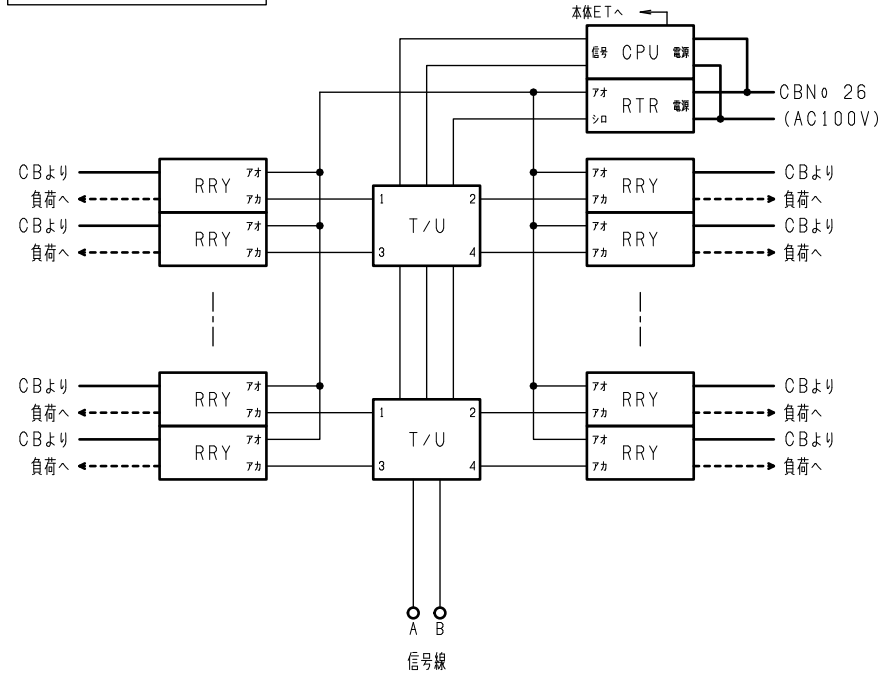 本体ETへ
信号 CPU 電源
アオ RTR 電源
シロ
CBNo 26
(AC100V)
CBより
負荷へ
CBより
負荷へ
RRY アオ
アカ
RRY アオ
アカ
1 2
T/U
3 4
アオ RRY
アカ
アオ RRY
アカ
CBより
負荷へ
CBより
負荷へ
CBより
負荷へ
CBより
負荷へ
RRY アオ
アカ
RRY アオ
アカ
1 2
T/U
3 4
アオ RRY
アカ
アオ RRY
アカ
CBより
負荷へ
CBより
負荷へ
A B
信号線